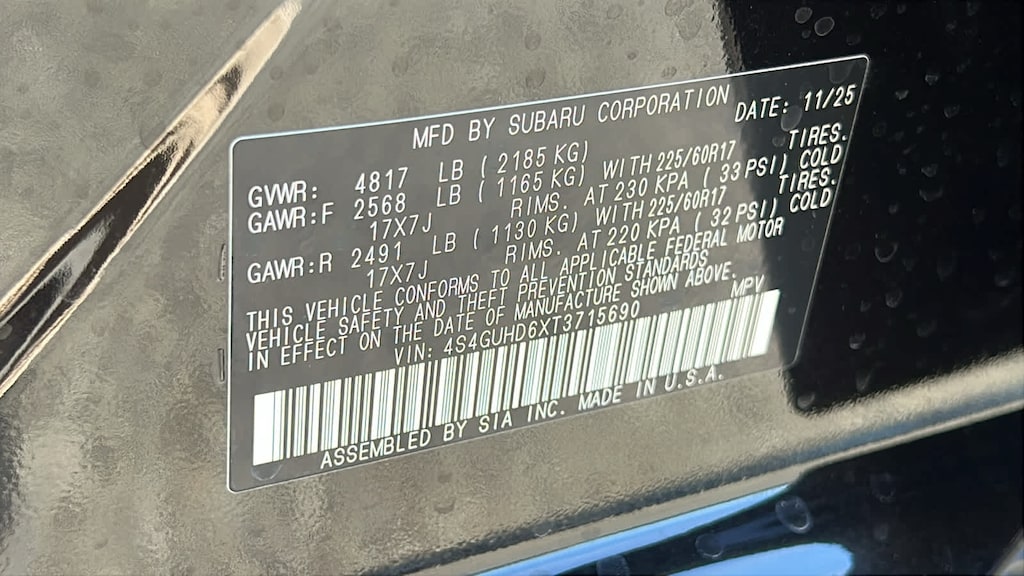 MFD BY SUBARU CORPORATION DATE: 11/25
GVWR: 4817 LB (2185 KG)
GAWR:F 2568 LB (1165 KG) WITH 225/60R17 TIRES.
17X7J RIMS. AT 230 KPA (33 PSI) COLD
GAWR:R 2491 LB (1130 KG) WITH 225/60R17 TIRES.
17X7J RIMS. AT 220 KPA (32 PSI) COLD
THIS VEHICLE CONFORMS TO ALL APPLICABLE FEDERAL MOTOR
VEHICLE SAFETY AND THEFT PREVENTION STANDARDS
IN EFFECT ON THE DATE OF MANUFACTURE SHOWN ABOVE.
VIN: 4S4GUHD6XT3715690 MPV
ASSEMBLED BY SIA INC. MADE IN U.S.A.